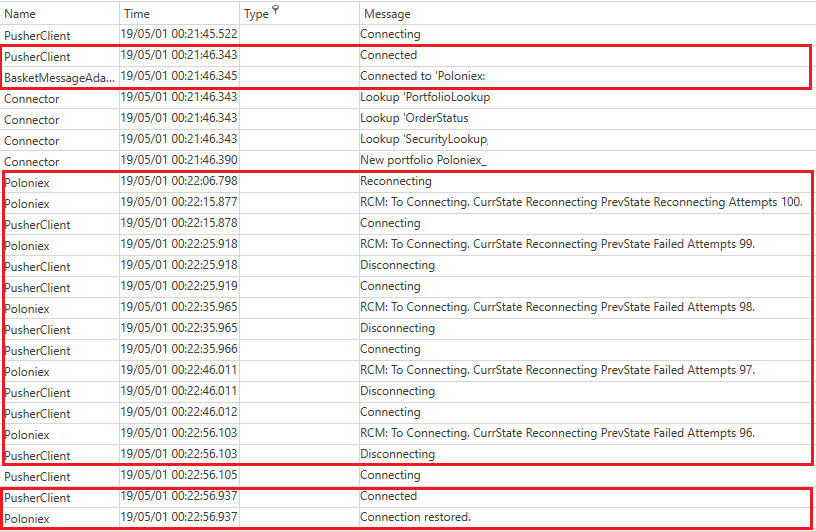 Name Time Type Message
PusherClient 19/05/01 00:21:45.522 Connecting
PusherClient 19/05/01 00:21:46.343 Connected
BasketMessageAda... 19/05/01 00:21:46.345 Connected to 'Poloniex:
Connector 19/05/01 00:21:46.343 Lookup 'PortfolioLookup
Connector 19/05/01 00:21:46.343 Lookup 'OrderStatus
Connector 19/05/01 00:21:46.343 Lookup 'SecurityLookup,
Connector 19/05/01 00:21:46.390 New portfolio Poloniex_
Poloniex 19/05/01 00:22:06.798 Reconnecting
Poloniex 19/05/01 00:22:15.877 RCM: To Connecting. CurrState Reconnecting PrevState Reconnecting Attempts 100.
PusherClient 19/05/01 00:22:15.878 Connecting
Poloniex 19/05/01 00:22:25.918 RCM: To Connecting. CurrState Reconnecting PrevState Failed Attempts 99.
PusherClient 19/05/01 00:22:25.918 Disconnecting
PusherClient 19/05/01 00:22:25.919 Connecting
Poloniex 19/05/01 00:22:35.965 RCM: To Connecting. CurrState Reconnecting PrevState Failed Attempts 98.
PusherClient 19/05/01 00:22:35.965 Disconnecting
PusherClient 19/05/01 00:22:35.966 Connecting
Poloniex 19/05/01 00:22:46.011 RCM: To Connecting. CurrState Reconnecting PrevState Failed Attempts 97.
PusherClient 19/05/01 00:22:46.011 Disconnecting
PusherClient 19/05/01 00:22:46.012 Connecting
Poloniex 19/05/01 00:22:56.103 RCM: To Connecting. CurrState Reconnecting PrevState Failed Attempts 96.
PusherClient 19/05/01 00:22:56.103 Disconnecting
PusherClient 19/05/01 00:22:56.105 Connecting
PusherClient 19/05/01 00:22:56.937 Connected
Poloniex 19/05/01 00:22:56.937 Connection restored.